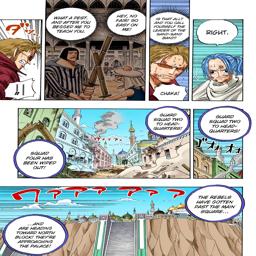 RIGHT.
IS THAT
ALL? AND
YOU CALL
YOURSELF THE
LEADER OF THE
SAND-SAND
BAND?
CHAKA!
HEY, NO
FAIR! GO
EASY ON
ME!
WHAT A PEST.
AND AFTER
YOU BEGGED
ME TO
TEACH YOU.
GUARD
SQUAD TWO
TO HEAD-
QUARTERS!
GUARD
SQUAD TWO
TO HEAD-
QUARTERS!
SQUAD
FOUR HAS
BEEN WIPED
OUT!
THE REBELS
HAVE GOTTEN
PAST THE MAIN
SQUARE...
...AND
ARE HEADING
TOWARD NORTH
BLOCK! THEY'RE
APPROACHING
THE PALACE!